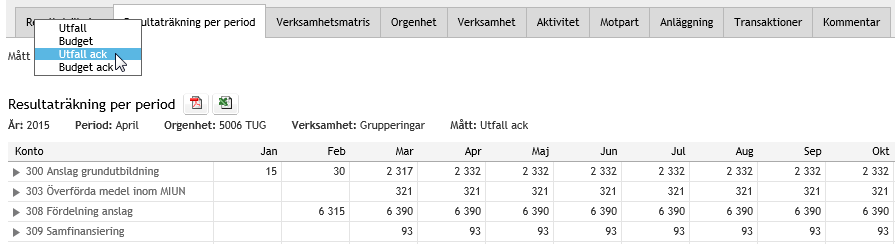 Resultaträkning per period Verksamhetsmatris Orgenhet Verksamhet Aktivitet Motpart Anläggning Transaktioner Kommentar
Utfall
Budget
Mått Utfall ack
Budget ack
Resultaträkning per period
År: 2015 Period: April Orgenhet: 5006 TUG Verksamhet: Grupperingar Mått: Utfall ack
Konto Jan Feb Mar Apr Maj Jun Jul Aug Sep Okt
300 Anslag grundutbildning 15 30 2 317 2 332 2 332 2 332 2 332 2 332 2 332 2 332
303 Överförda medel inom MIUN 321 321 321 321 321 321 321 321
308 Fördelning anslag 6 315 6 390 6 390 6 390 6 390 6 390 6 390 6 390 6 390
309 Samfinansiering 93 93 93 93 93 93 93 93